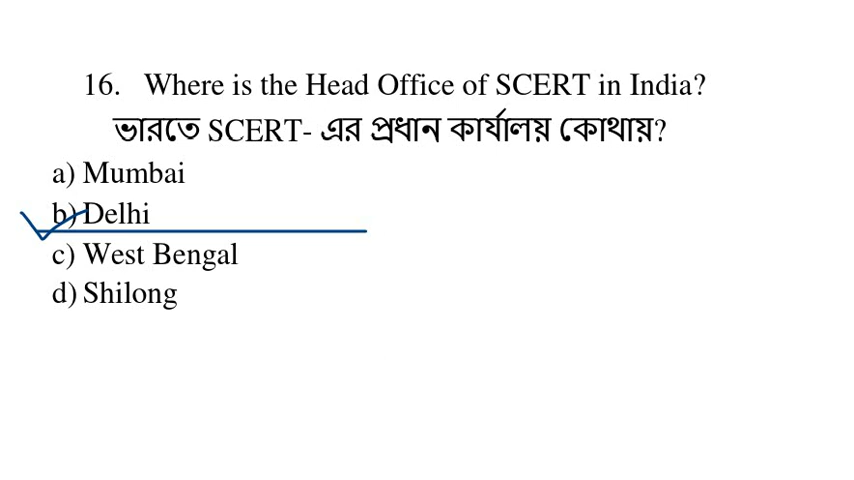 16. Where is the Head Office of SCERT in India?
ভারতে SCERT- এর প্রধান কার্যালয় কোথায়?
a) Mumbai
b) Delhi
c) West Bengal
d) Shilong